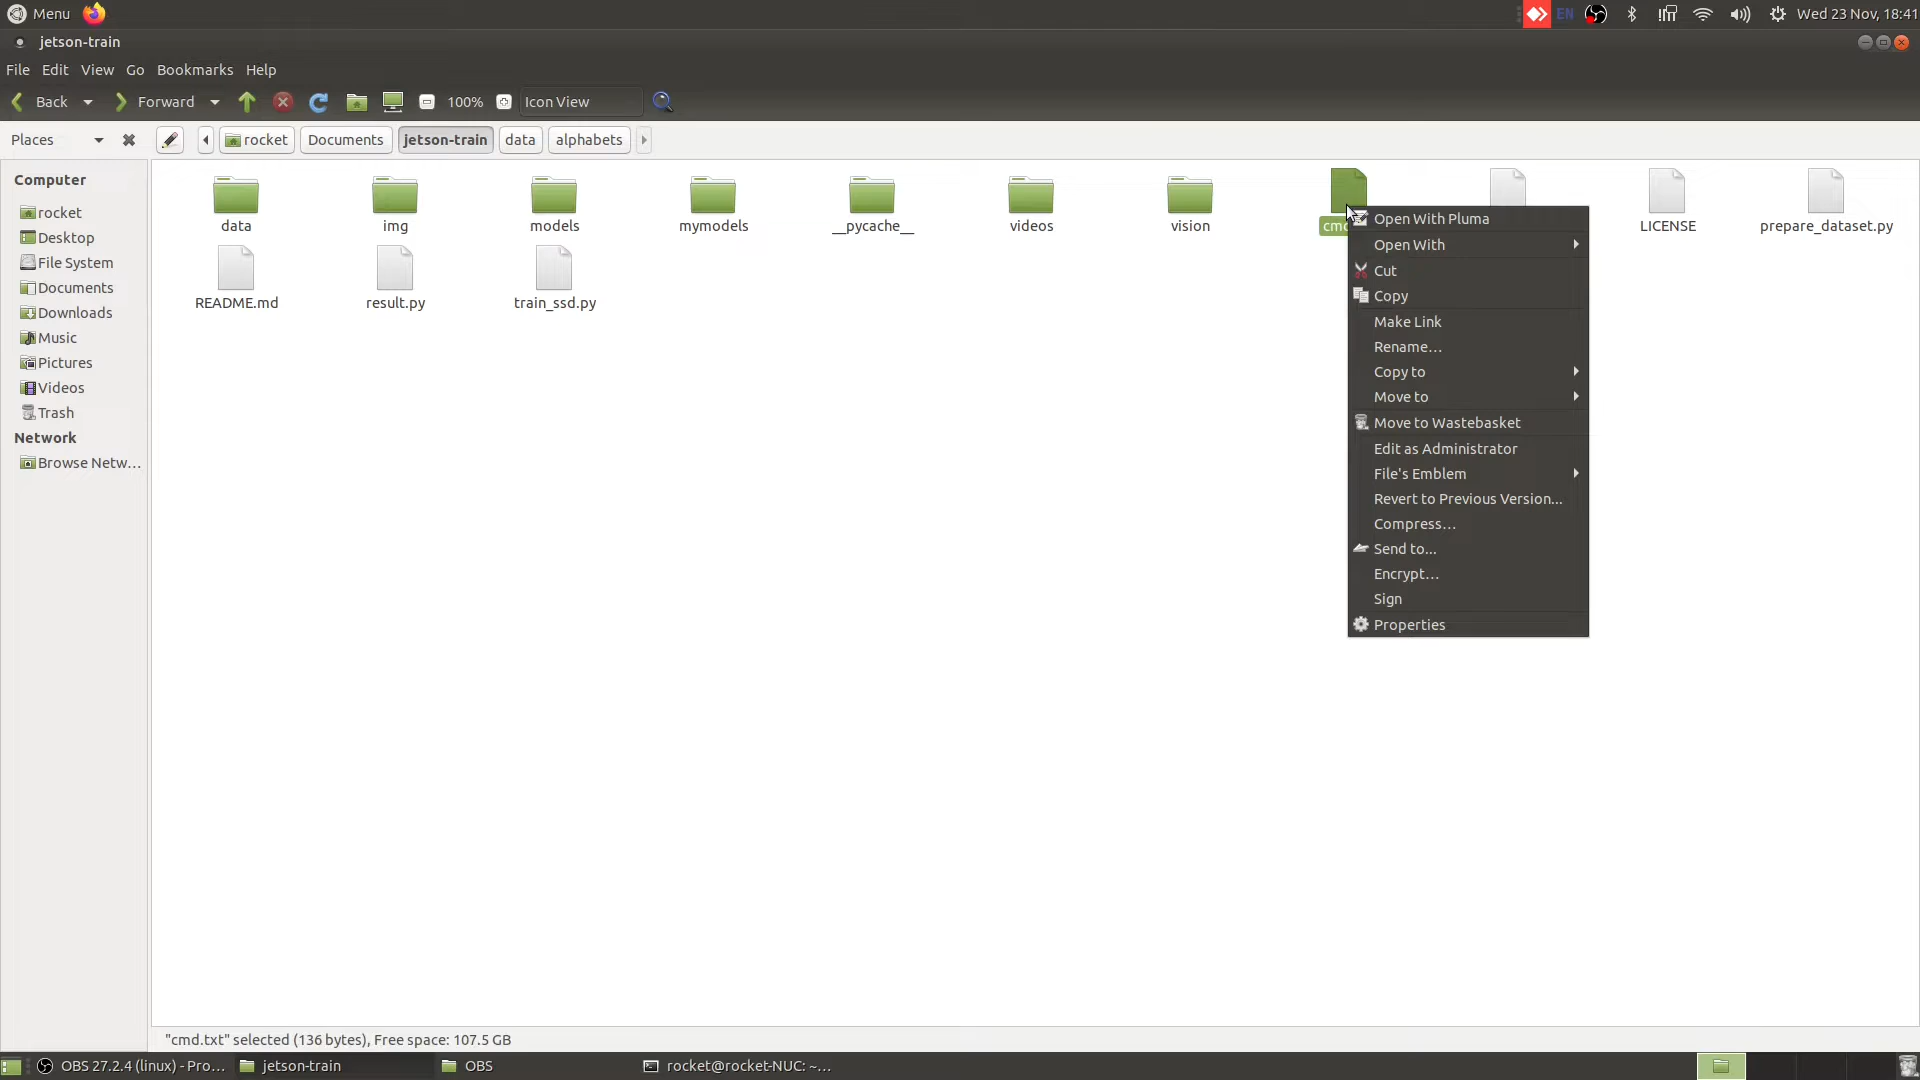 Menu
EN
Wed 23 Nov, 18:41
jetson-train
File Edit View Go Bookmarks Help
Back Forward 100% Icon View
Places
rocket Documents jetson-train data alphabets
Computer
rocket
Desktop
File System
Documents
Downloads
Music
Pictures
Videos
Trash
Network
Browse Netw...
data img models mymodels __pycache__ videos vision LICENSE prepare_dataset.py
README.md result.py train_ssd.py
Open With Pluma
Open With
Cut
Copy
Make Link
Rename...
Copy to
Move to
Move to Wastebasket
Edit as Administrator
File's Emblem
Revert to Previous Version...
Compress...
Send to...
Encrypt...
Sign
Properties
"cmd.txt" selected (136 bytes), Free space: 107.5 GB
OBS 27.2.4 (linux) - Pro... jetson-train OBS rocket@rocket-NUC: ~...